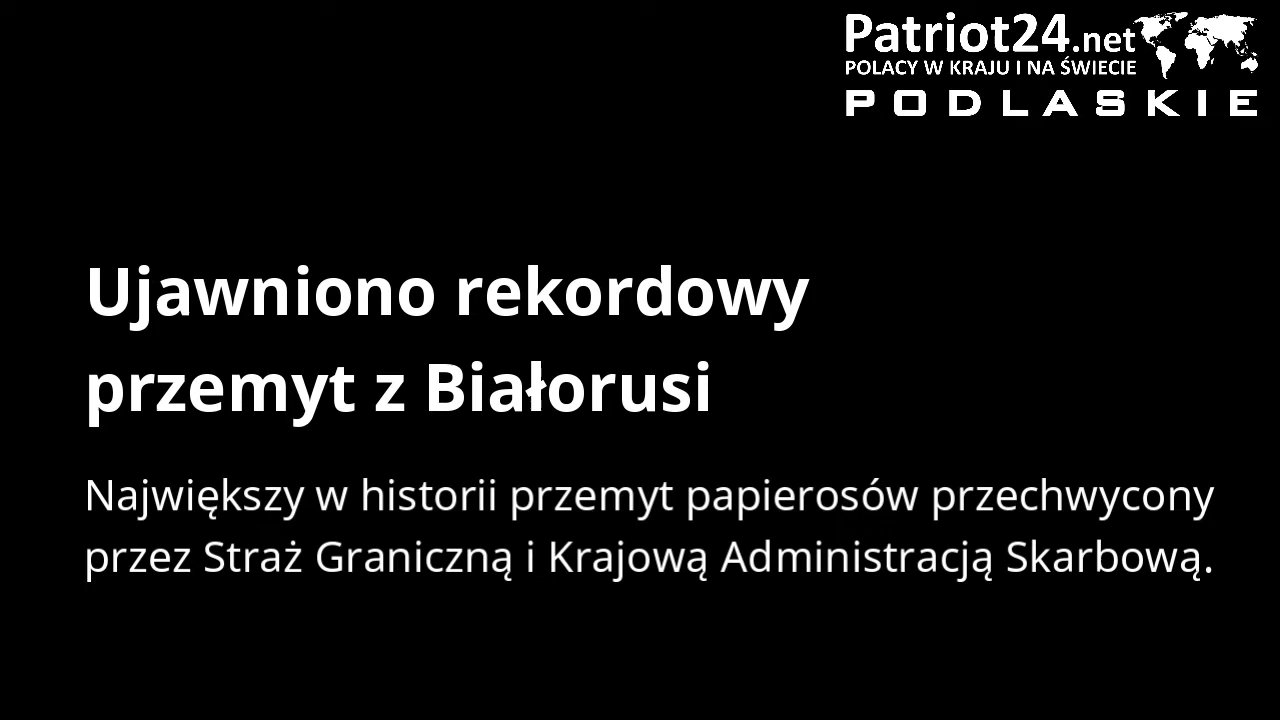 Patriot24.net
POLACY W KRAJU I NA ŚWIECIE
PODLASKIE
Ujawniono rekordowy
przemyt z Białorusi
Największy w historii przemyt papierosów przechwycony
przez Straż Graniczną i Krajową Administracją Skarbową.